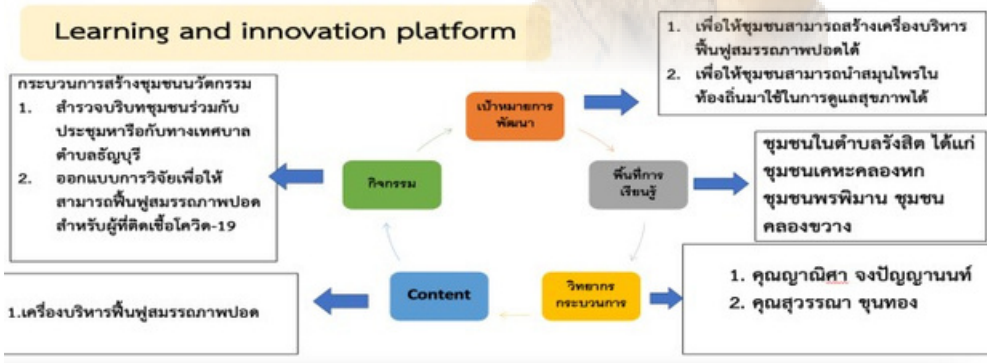 Learning and innovation platform
1. เพื่อให้ชุมชนสามารถสร้างเครื่องบริหาร
ฟื้นฟูสมรรถภาพปอดได้
2. เพื่อให้ชุมชนสามารถนำสมุนไพรใน
ท้องถิ่นมาใช้ในการดูแลสุขภาพได้
เป้าหมายการ
พัฒนา
กระบวนการสร้างชุมชนนวัตกรรม
1. สำรวจบริบทชุมชนร่วมกับ
ประชุมหารือกับทางเทศบาล
ตำบลธัญบุรี
2. ออกแบบการวิจัยเพื่อให้
สามารถฟื้นฟูสมรรถภาพปอด
สำหรับผู้ที่ติดเชื้อโควิด-19
กิจกรรม
พื้นที่การ
เรียนรู้
ชุมชนในตำบลรังสิต ได้แก่
ชุมชนเคหะคลองหก
ชุมชนพรพิมาน ชุมชน
คลองขวาง
1.เครื่องบริหารฟื้นฟูสมรรถภาพปอด
Content
วิทยากร
กระบวนการ
1. คุณญาณิศา จงปัญญานนท์
2. คุณสุวรรณา ขุนทอง